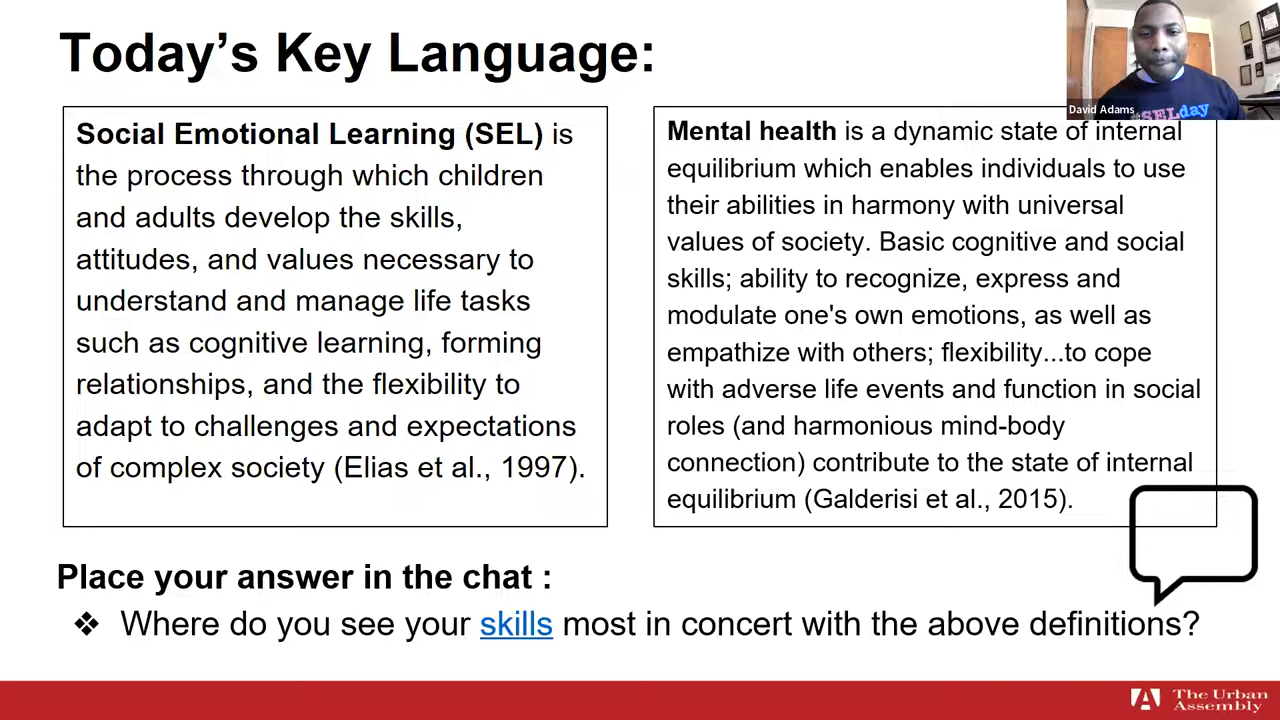 Today's Key Language:
David Adams
#SELday
Social Emotional Learning (SEL) is
the process through which children
and adults develop the skills,
attitudes, and values necessary to
understand and manage life tasks
such as cognitive learning, forming
relationships, and the flexibility to
adapt to challenges and expectations
of complex society (Elias et al., 1997).
Mental health is a dynamic state of internal
equilibrium which enables individuals to use
their abilities in harmony with universal
values of society. Basic cognitive and social
skills; ability to recognize, express and
modulate one's own emotions, as well as
empathize with others; flexibility...to cope
with adverse life events and function in social
roles (and harmonious mind-body
connection) contribute to the state of internal
equilibrium (Galderisi et al., 2015).
Place your answer in the chat :
❖ Where do you see your skills most in concert with the above definitions?
The Urban
Assembly